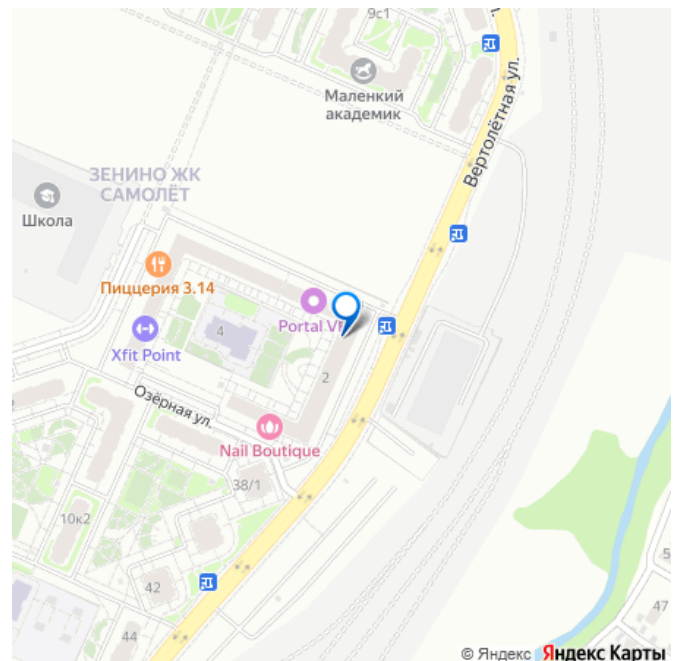 9с1
Маленкий
академик
Вертолётная ул.
ЗЕНИНО ЖК
САМОЛЁТ
Школа
Пиццерия 3.14
Portal V
4
Xfit Point
2
Озёрная ул.
Nail Boutique
38/1
10к2
42
44
5
47
© Яндекс Яндекс Карты